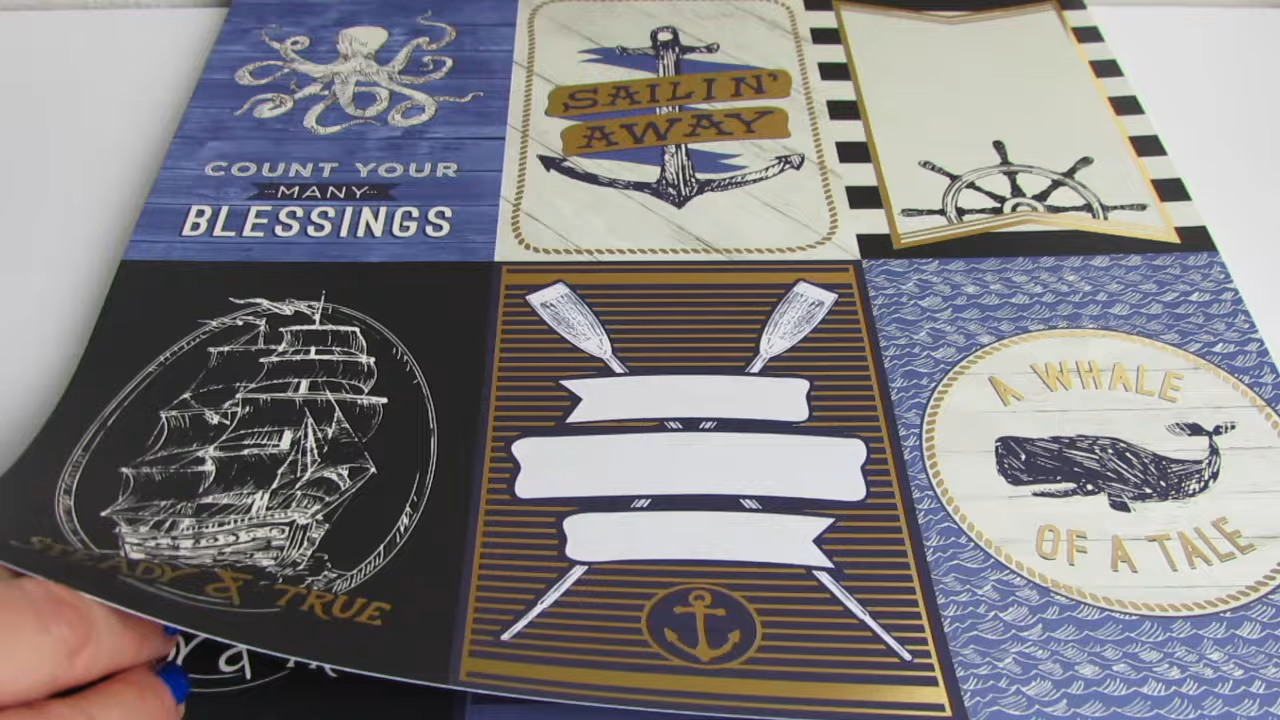 COUNT YOUR
MANY
BLESSINGS
SAILIN'
AWAY
STEADY & TRUE
A WHALE
OF A TALE